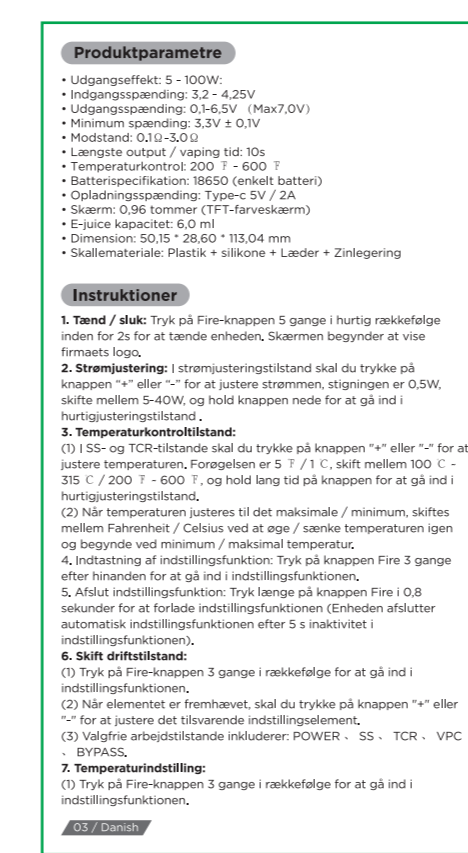 Produktparametre
• Udgangseffekt: 5 - 100W:
• Indgangsspænding: 3,2 - 4,25V
• Udgangsspænding: 0,1-6,5V （Max7,0V）
• Minimum spænding: 3,3V ± 0,1V
• Modstand: 0.1Ω-3.0Ω
• Længste output / vaping tid: 10s
• Temperaturkontrol: 200 ℉ - 600 ℉
• Batterispecifikation: 18650 (enkelt batteri)
• Opladningsspænding: Type-c 5V / 2A
• Skærm: 0,96 tommer (TFT-farveskærm)
• E-juice kapacitet: 6,0 ml
• Dimension: 50,15 * 28,60 * 113,04 mm
• Skallemateriale: Plastik + silikone + Læder + Zinlegering
Instruktioner
1. Tænd / sluk: Tryk på Fire-knappen 5 gange i hurtig rækkefølge
inden for 2s for at tænde enheden. Skærmen begynder at vise
firmaets logo.
2. Strømjustering: I strømjusteringstilstand skal du trykke på
knappen "+" eller "-" for at justere strømmen, stigningen er 0,5W,
skifte mellem 5-40W, og hold knappen nede for at gå ind i
hurtigjusteringstilstand .
3. Temperaturkontroltilstand:
(1) I SS- og TCR-tilstande skal du trykke på knappen "+" eller "-" for at
justere temperaturen. Forøgelsen er 5 ℉ / 1 ℃, skift mellem 100 ℃ -
315 ℃ / 200 ℉ - 600 ℉, og hold lang tid på knappen for at gå ind i
hurtigjusteringstilstand.
(2) Når temperaturen justeres til det maksimale / minimum, skiftes
mellem Fahrenheit / Celsius ved at øge / sænke temperaturen igen
og begynde ved minimum / maksimal temperatur.
4. Indtastning af indstillingsfunktion: Tryk på knappen Fire 3 gange
efter hinanden for at gå ind i indstillingsfunktionen.
5. Afslut indstillingsfunktion: Tryk længe på knappen Fire i 0,8
sekunder for at forlade indstillingsfunktionen (Enheden afslutter
automatisk indstillingsfunktionen efter 5 s inaktivitet i
indstillingsfunktionen).
6. Skift driftstilstand:
(1) Tryk på Fire-knappen 3 gange i rækkefølge for at gå ind i
indstillingsfunktionen.
(2) Når elementet er fremhævet, skal du trykke på knappen "+" eller
"-" for at justere det tilsvarende indstillingselement.
(3) Valgfrie arbejdstilstande inkluderer: POWER 、 SS 、 TCR 、 VPC
、 BYPASS.
7. Temperaturindstilling:
(1) Tryk på Fire-knappen 3 gange i rækkefølge for at gå ind i
indstillingsfunktionen.
03 / Danish